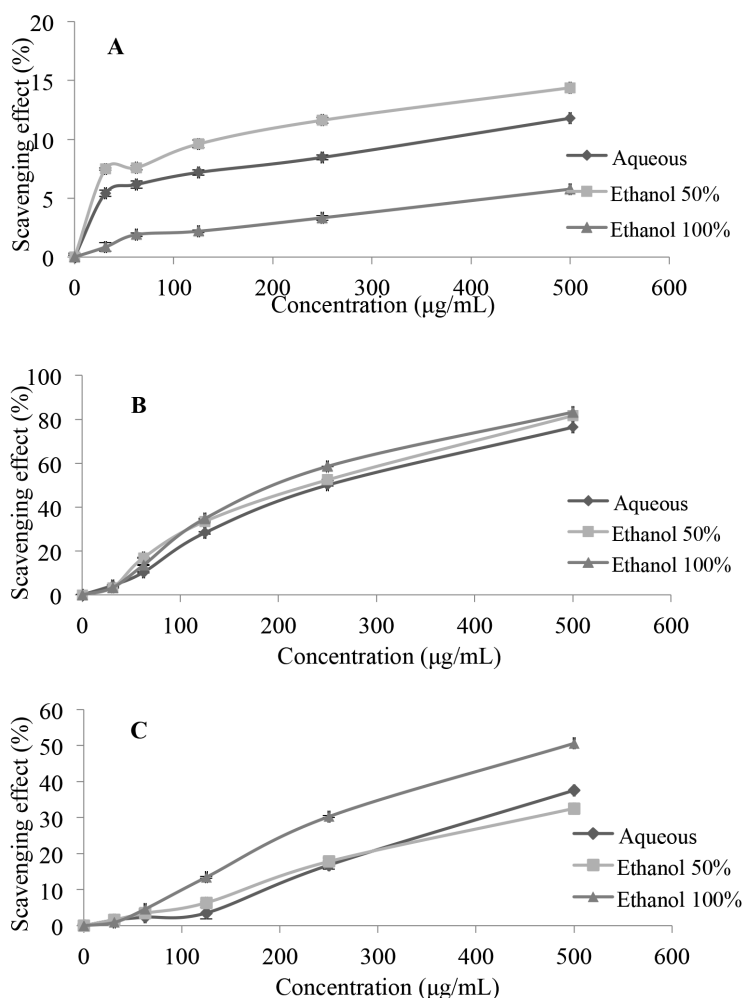 20
A
15
10
5
0
Scavenging effect (%)
Aqueous
Ethanol 50%
Ethanol 100%
0 100 200 300 400 500 600
Concentration (µg/mL)
100
B
80
60
40
20
0
Scavenging effect (%)
Aqueous
Ethanol 50%
Ethanol 100%
0 100 200 300 400 500 600
Concentration (µg/mL)
60
C
50
40
30
20
10
0
Scavenging effect (%)
Aqueous
Ethanol 50%
Ethanol 100%
0 100 200 300 400 500 600
Concentration (µg/mL)